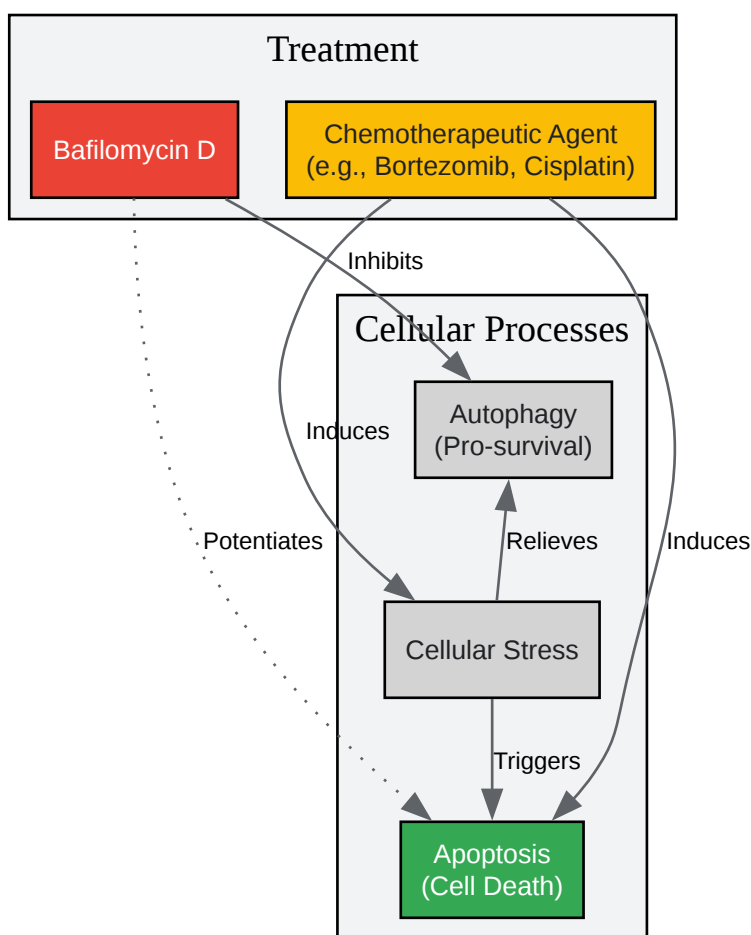 Treatment
Bafilomycin D
Chemotherapeutic Agent
(e.g., Bortezomib, Cisplatin)
Inhibits
Cellular Processes
Autophagy
(Pro-survival)
Induces
Potentiates
Relieves
Induces
Cellular Stress
Triggers
Apoptosis
(Cell Death)